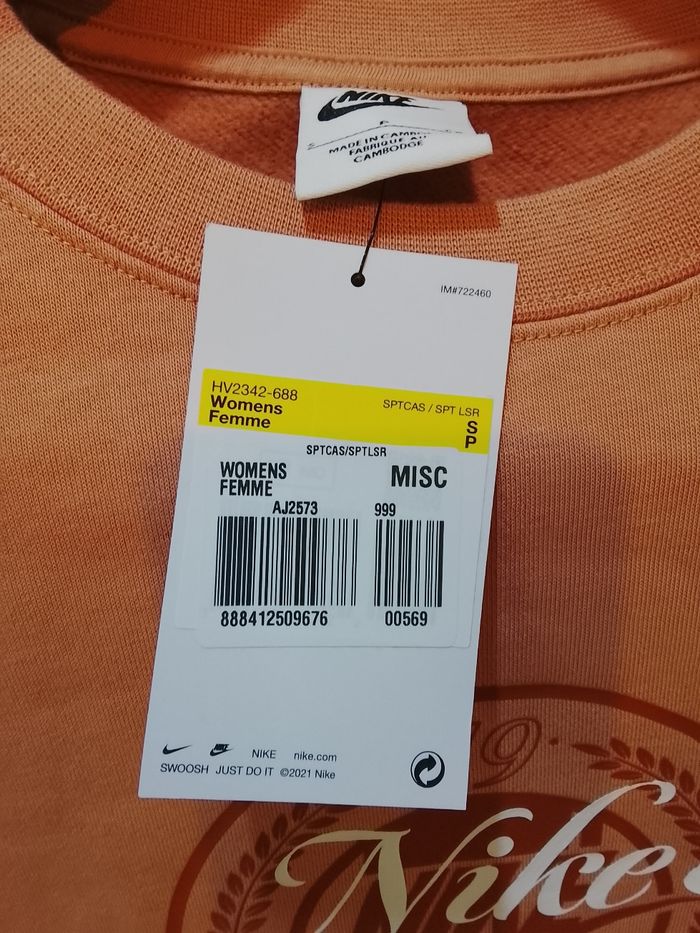 NIKE
MADE IN
FABRIQUE AU
CAMBODGE
IM#722460
HV2342-688
Womens
Femme
SPTCAS / SPT LSR
S
P
SPTCAS/SPTLSR
WOMENS
FEMME
MISC
AJ2573 999
888412509676 00569
NIKE nike.com
SWOOSH JUST DO IT ©2021 Nike
19
Nike